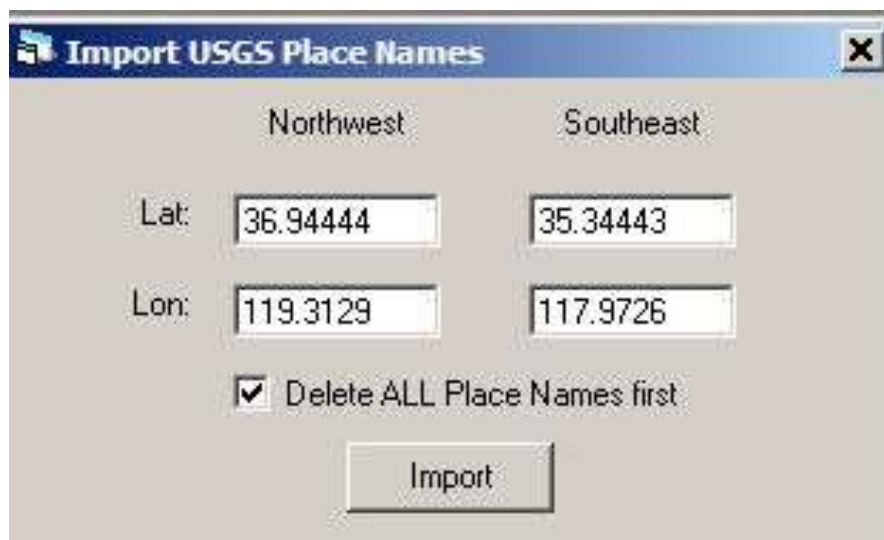 Import USGS Place Names
Northwest Southeast
Lat: 36.94444 35.34443
Lon: 119.3129 117.9726
Delete ALL Place Names first
Import